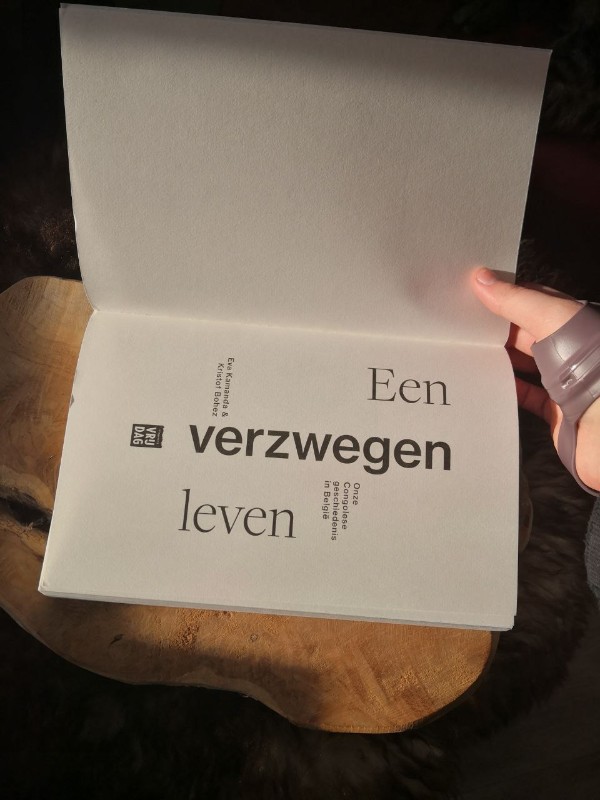 Een
verzwegen
leven
Eva Kamanda &
Kristof Bohez
Onze
Congolese
geschiedenis
in België
VRIJ
DAG